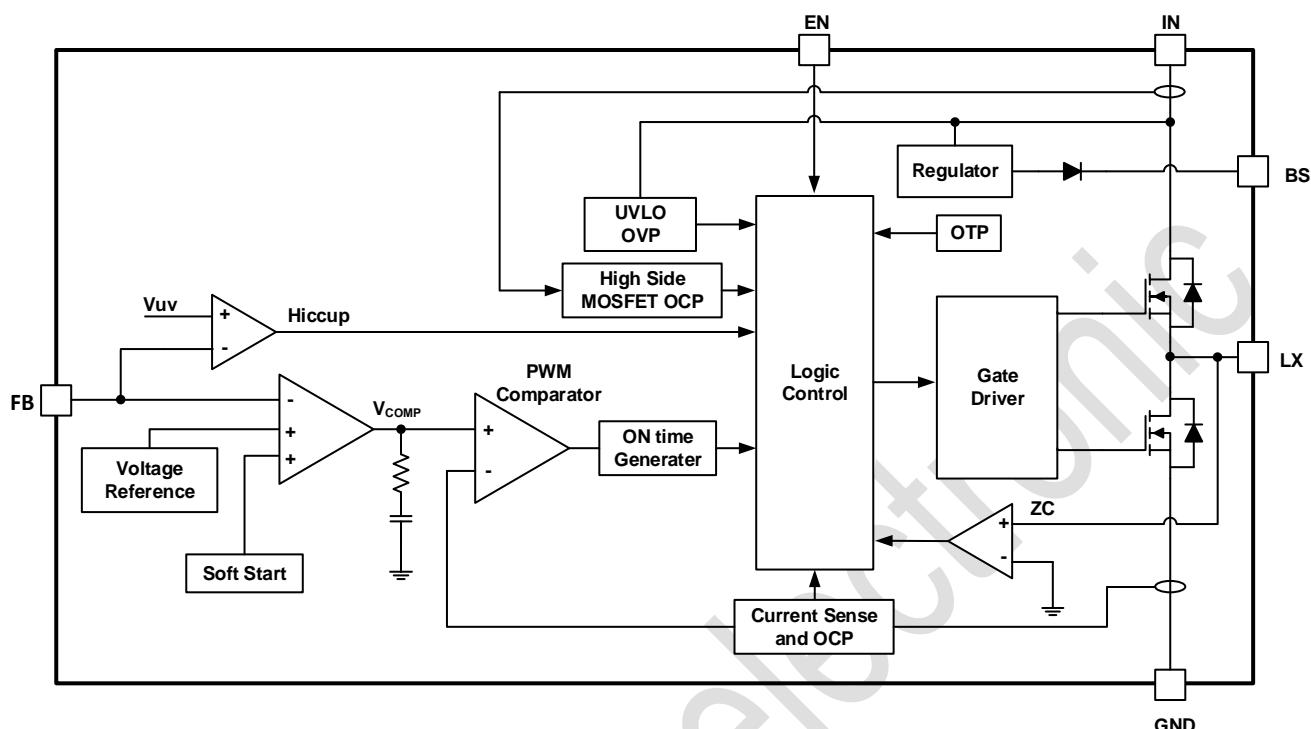 EN
IN
Regulator
BS
UVLO
OVP
OTP
High Side
MOSFET OCP
Vuv
+
-
Hiccup
FB
PWM
Comparator
Logic
Control
Gate
Driver
LX
-
+
+
VCOMP
+
-
ON time
Generater
Voltage
Reference
Soft Start
ZC
+
-
Current Sense
and OCP
GND
electronic